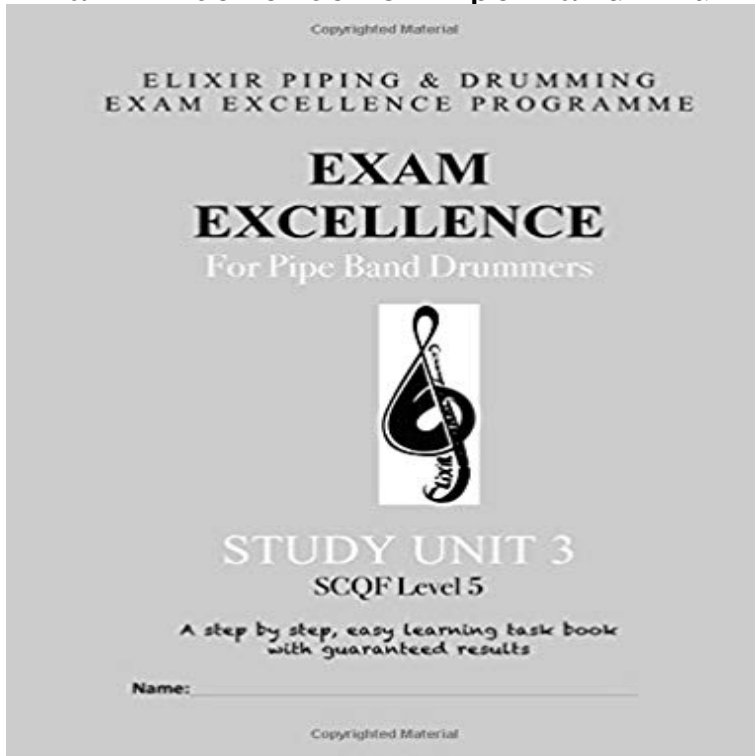 Copyrighted Material
ELIXIR PIPING & DRUMMING
EXAM EXCELLENCE PROGRAMME
EXAM
EXCELLENCE
For Pipe Band Drummers
Elixir
STUDY UNIT 3
SCQF Level 5
A step by step, easy learning task book
with guaranteed results
Name:
Copyrighted Material